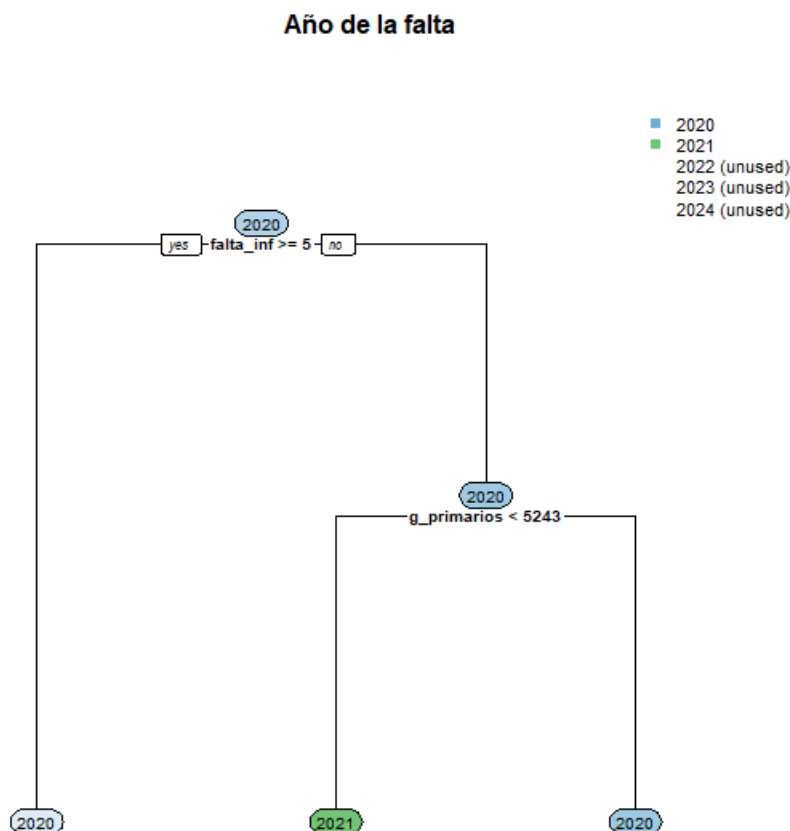 Año de la falta
2020
2021
2022 (unused)
2023 (unused)
2024 (unused)
2020
yes falta_inf >= 5 no
2020
g_primarios < 5243
2020 2021 2020